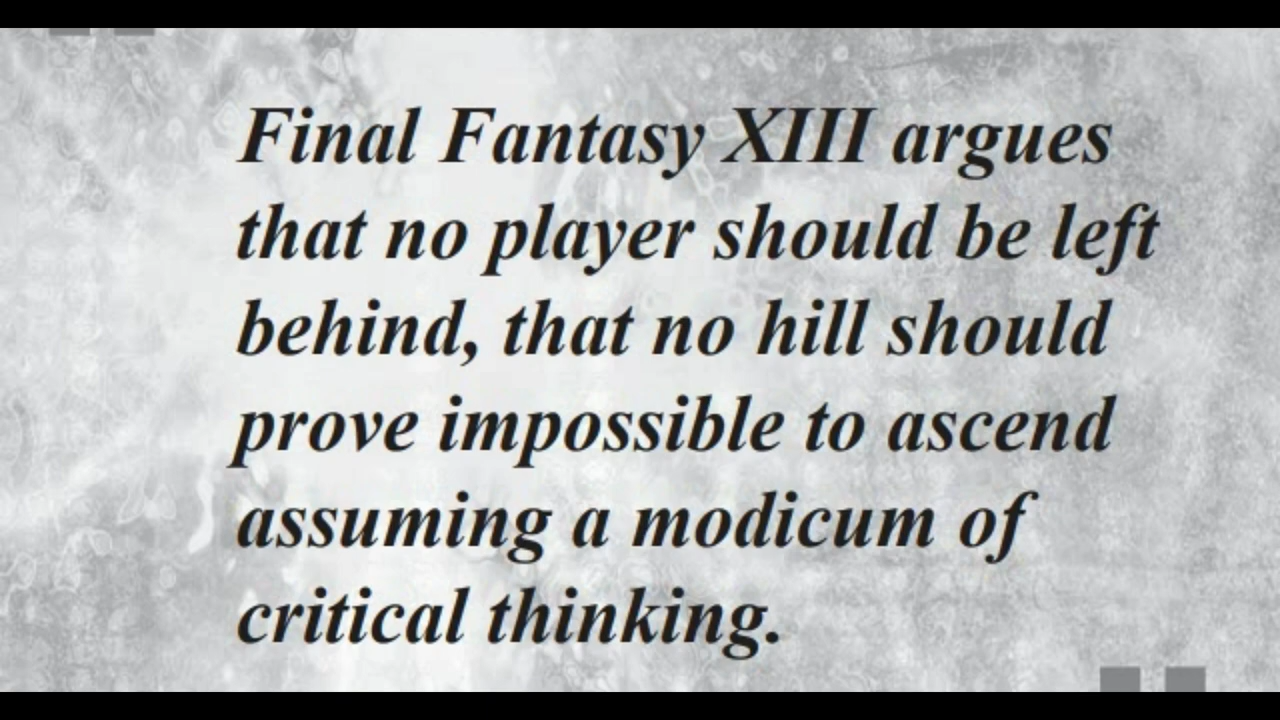 Final Fantasy XIII argues
that no player should be left
behind, that no hill should
prove impossible to ascend
assuming a modicum of
critical thinking.